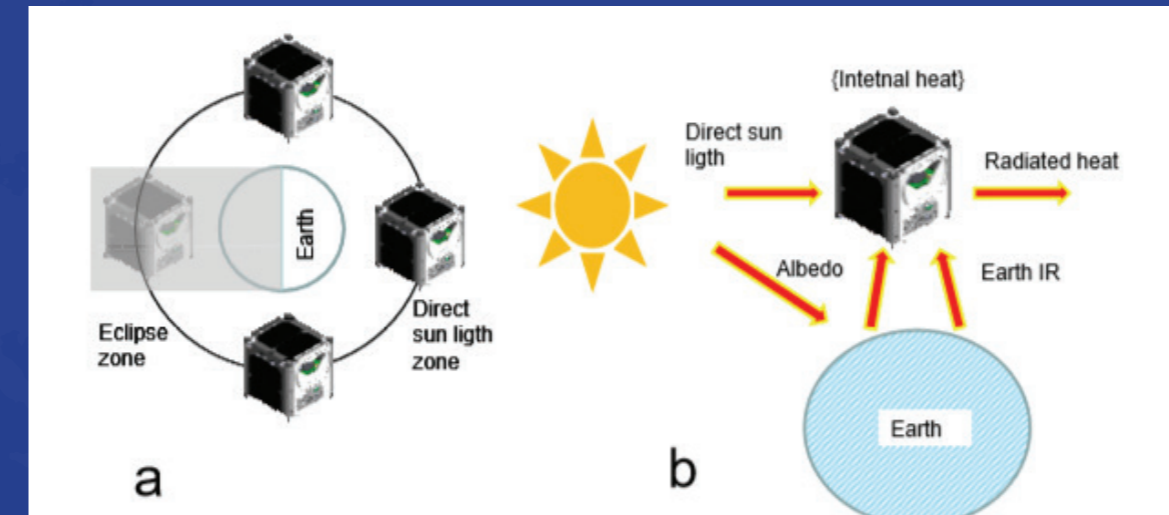 Earth
Eclipse
zone
Direct
sun ligth
zone
a
{Intetnal heat}
Direct sun
ligth
Radiated heat
Albedo
Earth IR
Earth
b